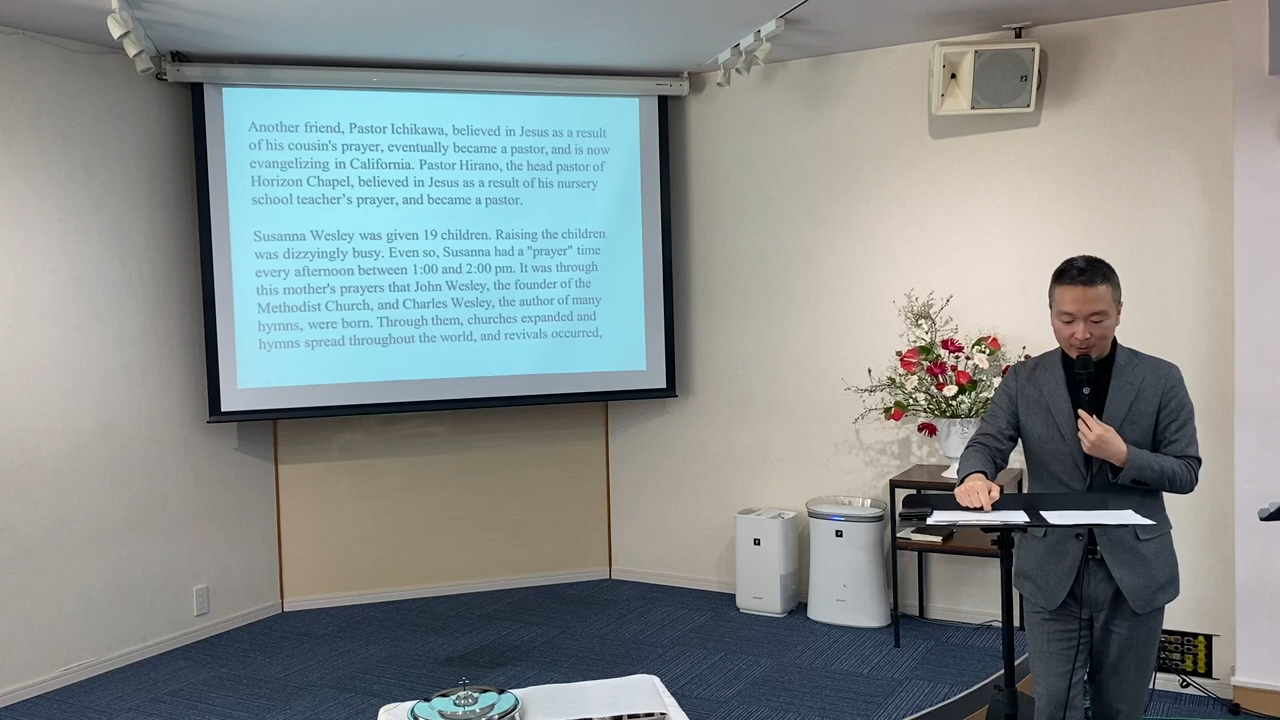 Another friend, Pastor Ichikawa, believed in Jesus as a result
of his cousin's prayer, eventually became a pastor, and is now
evangelizing in California. Pastor Hirano, the head pastor of
Horizon Chapel, believed in Jesus as a result of his nursery
school teacher’s prayer, and became a pastor.
Susanna Wesley was given 19 children. Raising the children
was dizzyingly busy. Even so, Susanna had a "prayer" time
every afternoon between 1:00 and 2:00 pm. It was through
this mother's prayers that John Wesley, the founder of the
Methodist Church, and Charles Wesley, the author of many
hymns, were born. Through them, churches expanded and
hymns spread throughout the world, and revivals occurred,